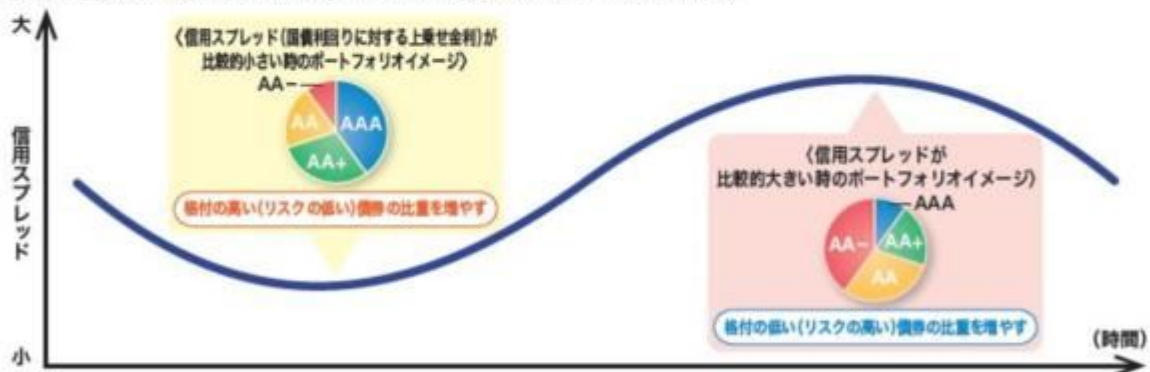 大
信用スプレッド
小
〈信用スプレッド(国債利回りに対する上乗せ金利)が
比較的小さい時のポートフォリオイメージ〉
AA−
AA
AAA
AA+
格付の高い(リスクの低い)債券の比重を増やす
〈信用スプレッドが
比較的大きい時のポートフォリオイメージ〉
AAA
AA−
AA+
AA
格付の低い(リスクの高い)債券の比重を増やす
(時間)